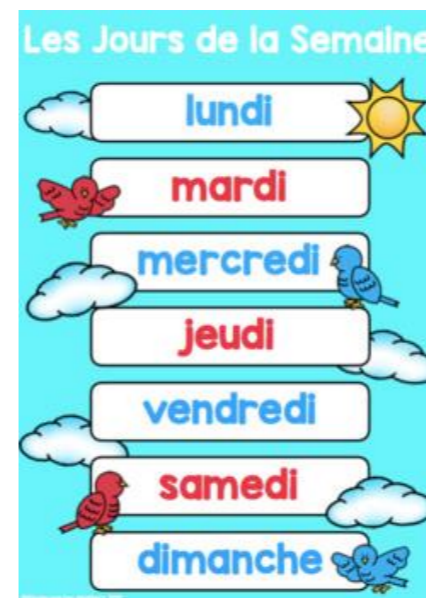 Les Jours de la Semaine
lundi
mardi
mercredi
jeudi
vendredi
samedi
dimanche